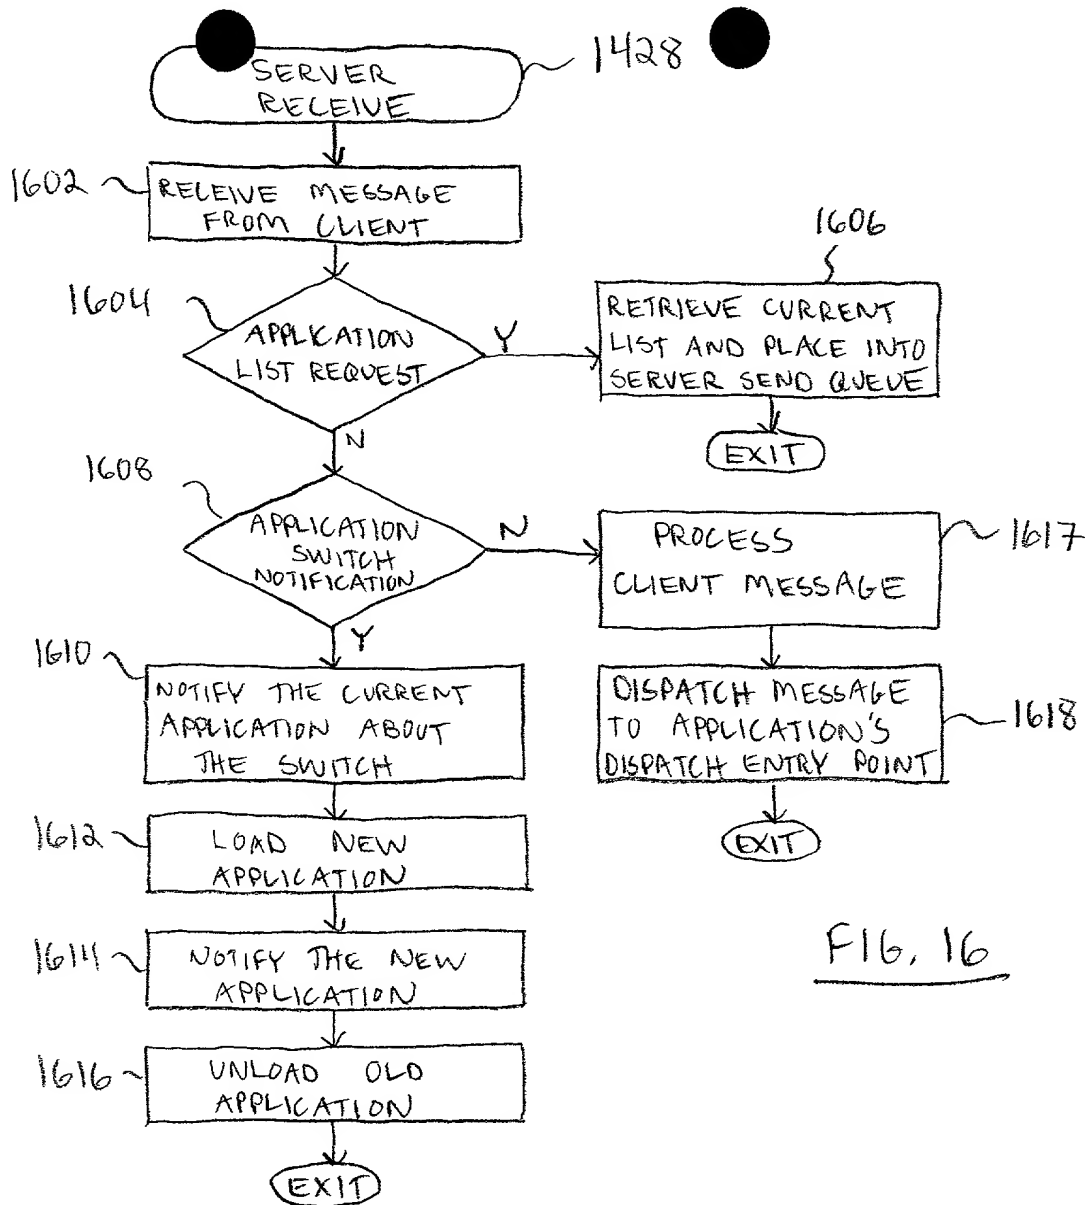 SERVER
RECEIVE
1428
1602
RECEIVE MESSAGE
FROM CLIENT
1604
APPLICATION
LIST REQUEST
Y
1606
RETRIEVE CURRENT
LIST AND PLACE INTO
SERVER SEND QUEUE
EXIT
N
1608
APPLICATION
SWITCH
NOTIFICATION
N
PROCESS
CLIENT MESSAGE
1617
Y
1610
NOTIFY THE CURRENT
APPLICATION ABOUT
THE SWITCH
DISPATCH MESSAGE
TO APPLICATION'S
DISPATCH ENTRY POINT
1618
EXIT
1612
LOAD NEW
APPLICATION
1614
NOTIFY THE NEW
APPLICATION
1616
UNLOAD OLD
APPLICATION
EXIT
FIG. 16